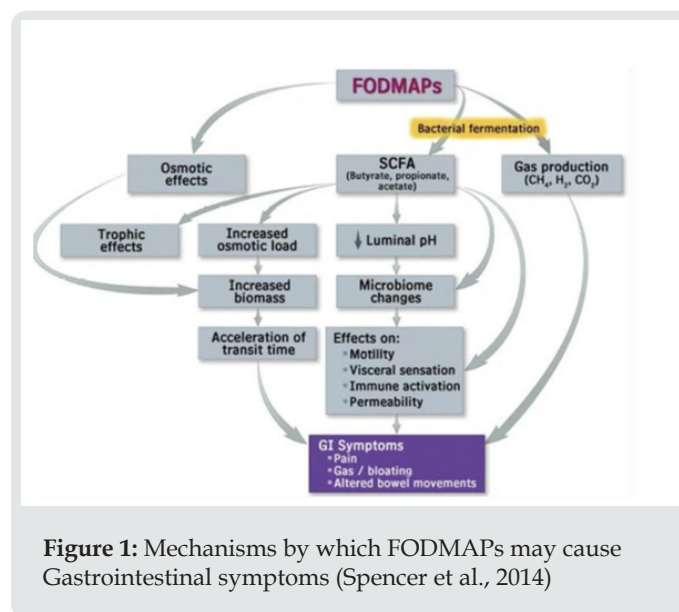 FODMAPs
Bacterial fermentation
Osmotic
effects
SCFA
(Butyrate, propionate,
acetate)
Gas production
(CH₄, H₂, CO₂)
Trophic
effects
Increased
osmotic load
Luminal pH
Increased
biomass
Microbiome
changes
Acceleration of
transit time
Effects on:
Motility
Visceral sensation
Immune activation
Permeability
GI Symptoms
Pain
Gas / bloating
Altered bowel movements
Figure 1: Mechanisms by which FODMAPs may cause
Gastrointestinal symptoms (Spencer et al., 2014)